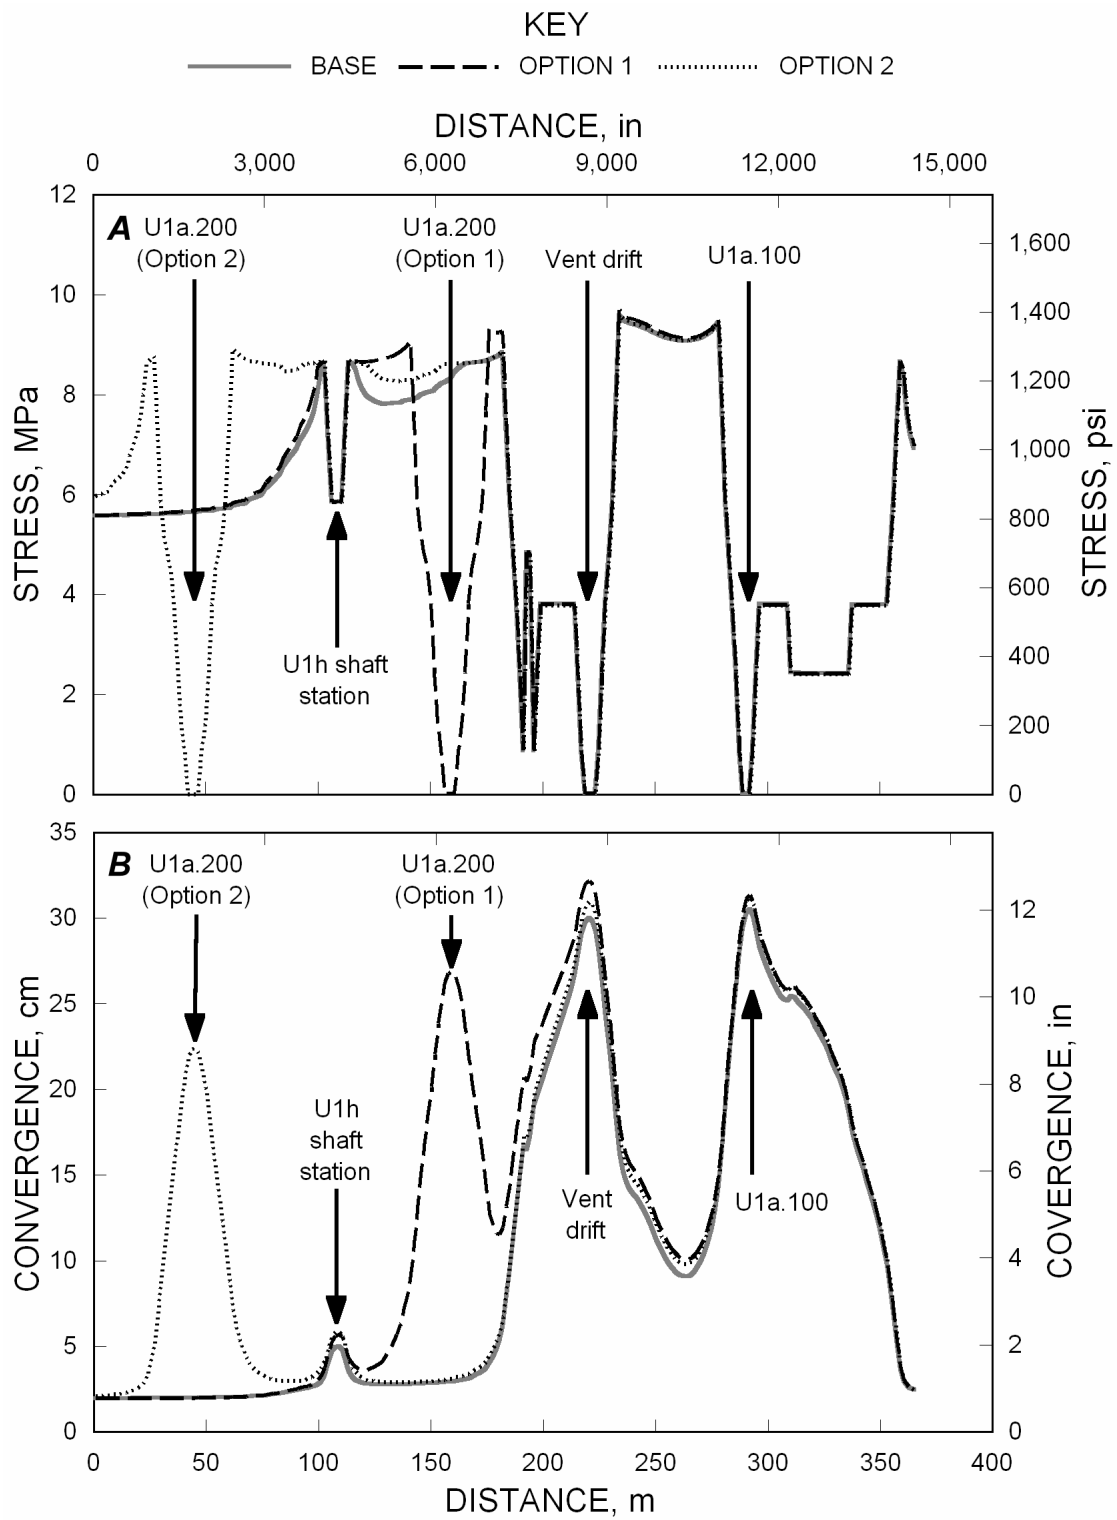 KEY
BASE OPTION 1 OPTION 2
DISTANCE, in
0 3,000 6,000 9,000 12,000 15,000
12
10
8
6
4
2
0
STRESS, MPa
A
U1a.200
(Option 2)
U1a.200
(Option 1)
Vent drift
U1a.100
U1h shaft
station
1,600
1,400
1,200
1,000
800
600
400
200
0
STRESS, psi
35
30
25
20
15
10
5
0
CONVERGENCE, cm
B
U1a.200
(Option 2)
U1a.200
(Option 1)
U1h
shaft
station
Vent
drift
U1a.100
12
10
8
6
4
2
0
COVERGENCE, in
0 50 100 150 200 250 300 350 400
DISTANCE, m